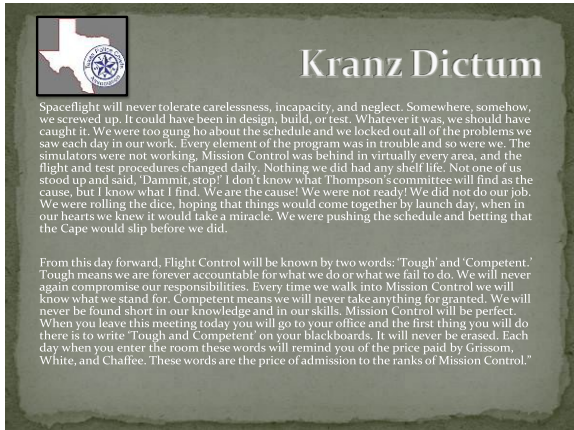 Texas Police Chiefs
Association
Kranz Dictum
Spaceflight will never tolerate carelessness, incapacity, and neglect. Somewhere, somehow,
we screwed up. It could have been in design, build, or test. Whatever it was, we should have
caught it. We were too gung ho about the schedule and we locked out all of the problems we
saw each day in our work. Every element of the program was in trouble and so were we. The
simulators were not working, Mission Control was behind in virtually every area, and the
flight and test procedures changed daily. Nothing we did had any shelf life. Not one of us
stood up and said, ‘Dammit, stop!’ I don’t know what Thompson’s committee will find as the
cause, but I know what I find. We are the cause! We were not ready! We did not do our job.
We were rolling the dice, hoping that things would come together by launch day, when in
our hearts we knew it would take a miracle. We were pushing the schedule and betting that
the Cape would slip before we did.
From this day forward, Flight Control will be known by two words: ‘Tough’ and ‘Competent.’
Tough means we are forever accountable for what we do or what we fail to do. We will never
again compromise our responsibilities. Every time we walk into Mission Control we will
know what we stand for. Competent means we will never take anything for granted. We will
never be found short in our knowledge and in our skills. Mission Control will be perfect.
When you leave this meeting today you will go to your office and the first thing you will do
there is to write ‘Tough and Competent’ on your blackboards. It will never be erased. Each
day when you enter the room these words will remind you of the price paid by Grissom,
White, and Chaffee. These words are the price of admission to the ranks of Mission Control.”